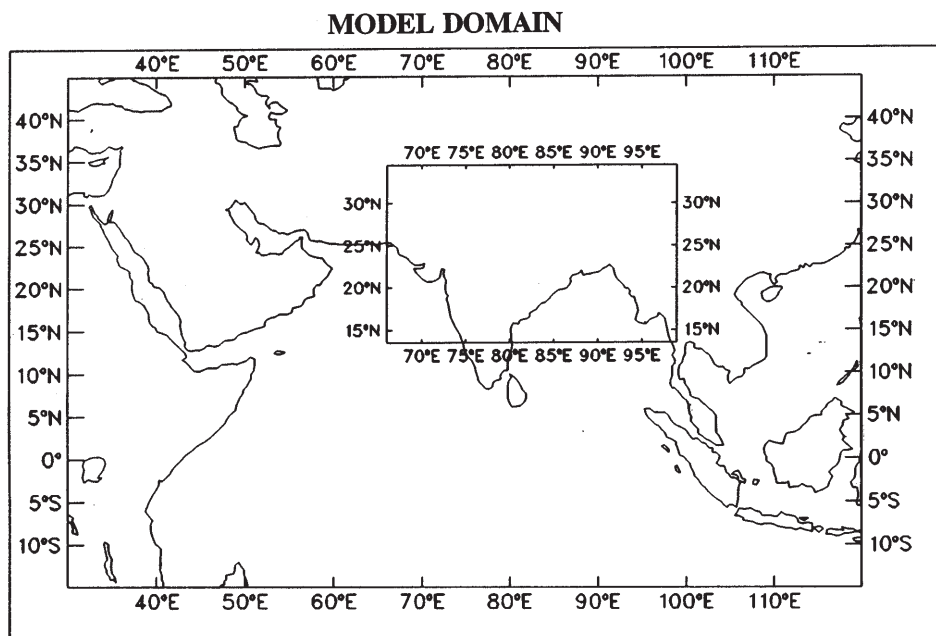 MODEL DOMAIN
40°E 50°E 60°E 70°E 80°E 90°E 100°E 110°E
40°N 40°N
35°N 70°E 75°E 80°E 85°E 90°E 95°E 35°N
30°N 30°N 30°N 30°N
25°N 25°N 25°N 25°N
20°N 20°N 20°N 20°N
15°N 15°N 15°N 15°N
70°E 75°E 80°E 85°E 90°E 95°E
10°N 10°N
5°N 5°N
0° 0°
5°S 5°S
10°S 10°S
40°E 50°E 60°E 70°E 80°E 90°E 100°E 110°E